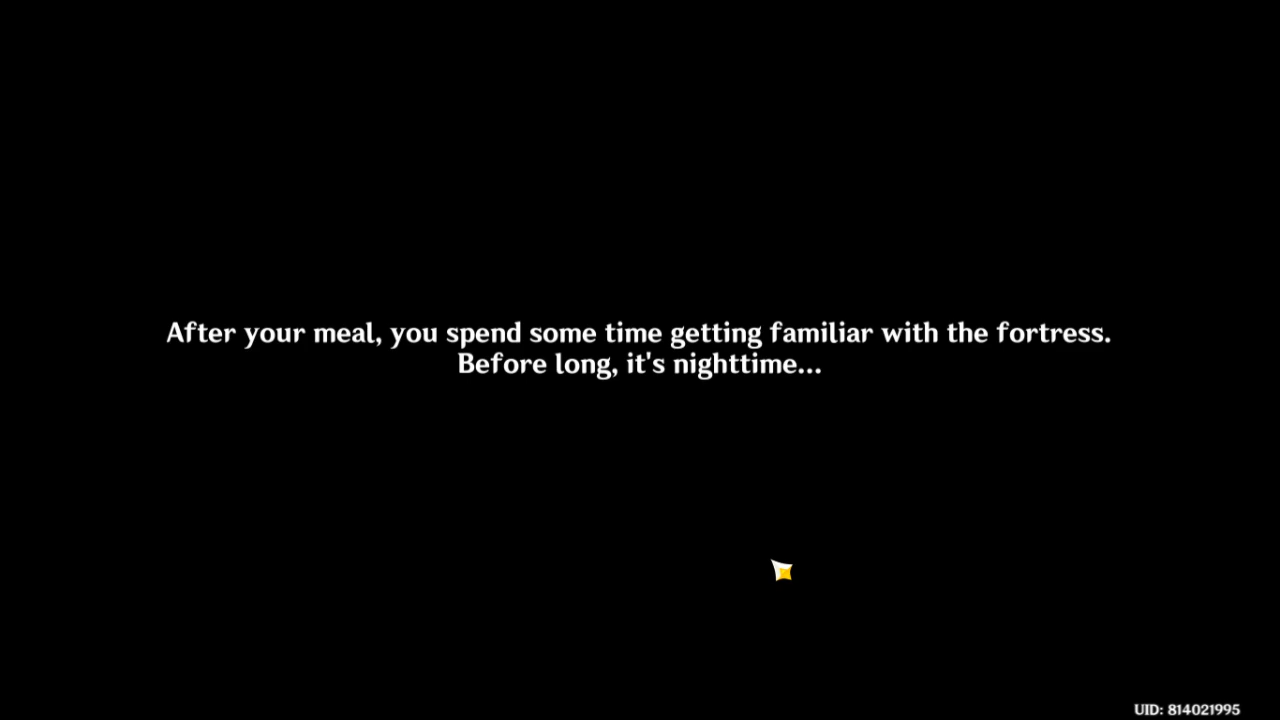 After your meal, you spend some time getting familiar with the fortress.
Before long, it's nighttime...
UID: 814021995